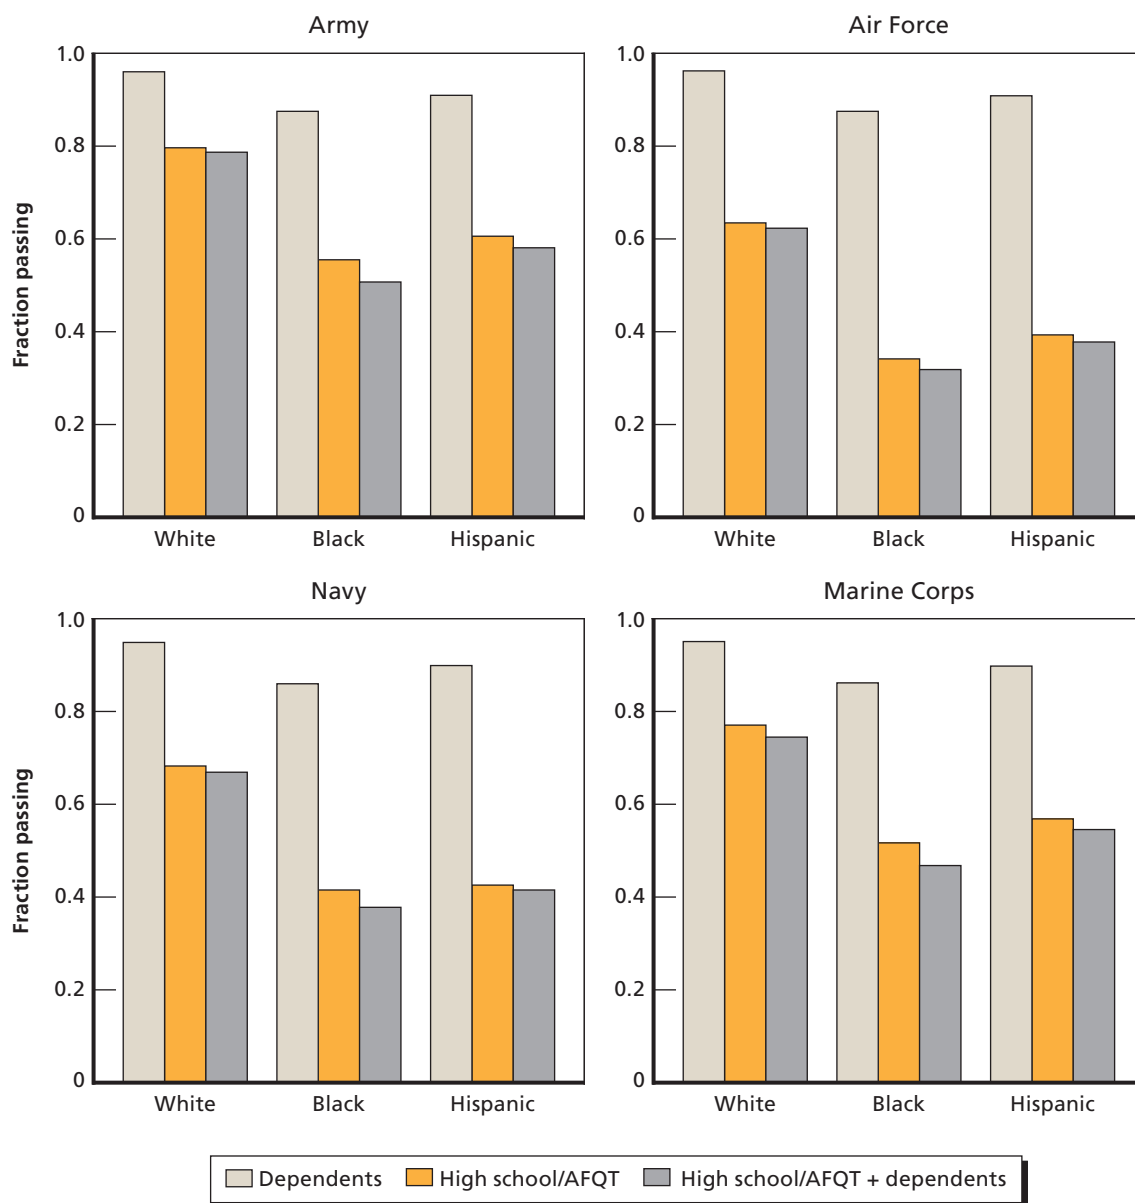 Army
Air Force
Fraction passing
1.0
0.8
0.6
0.4
0.2
0
White Black Hispanic
1.0
0.8
0.6
0.4
0.2
0
White Black Hispanic
Navy
Marine Corps
Fraction passing
1.0
0.8
0.6
0.4
0.2
0
White Black Hispanic
1.0
0.8
0.6
0.4
0.2
0
White Black Hispanic
Dependents High school/AFQT High school/AFQT + dependents